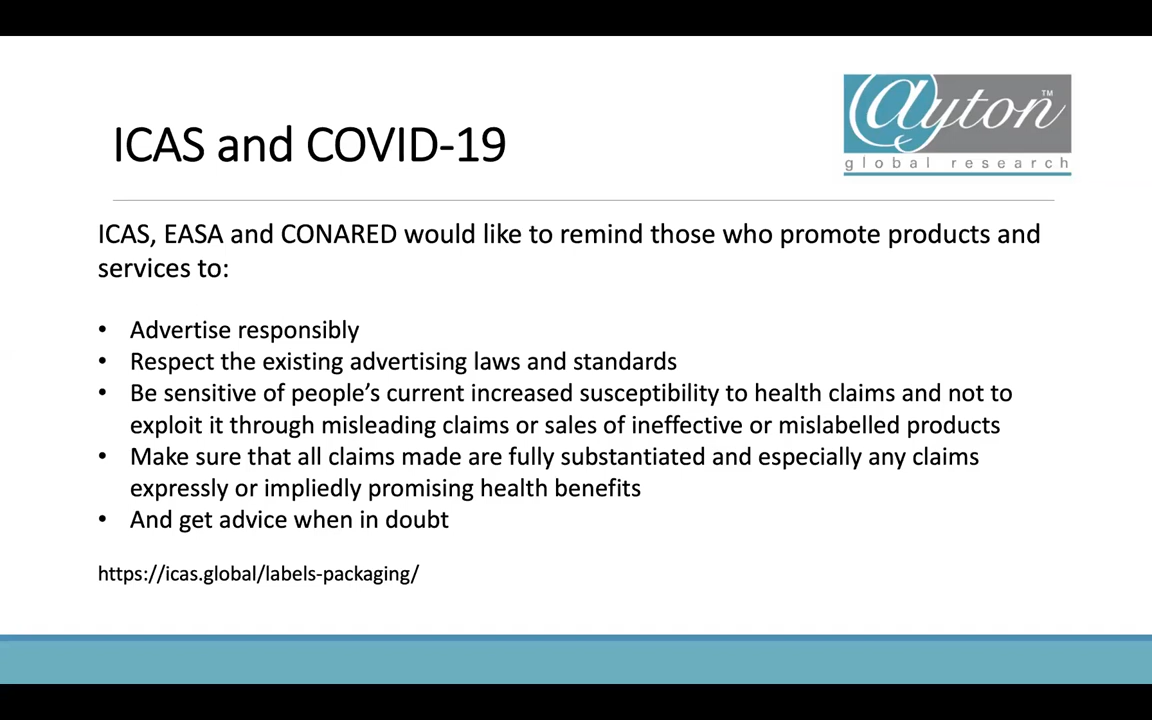 @yton™
global research
ICAS and COVID-19
ICAS, EASA and CONARED would like to remind those who promote products and
services to:
• Advertise responsibly
• Respect the existing advertising laws and standards
• Be sensitive of people's current increased susceptibility to health claims and not to
exploit it through misleading claims or sales of ineffective or mislabelled products
• Make sure that all claims made are fully substantiated and especially any claims
expressly or impliedly promising health benefits
• And get advice when in doubt
https://icas.global/labels-packaging/